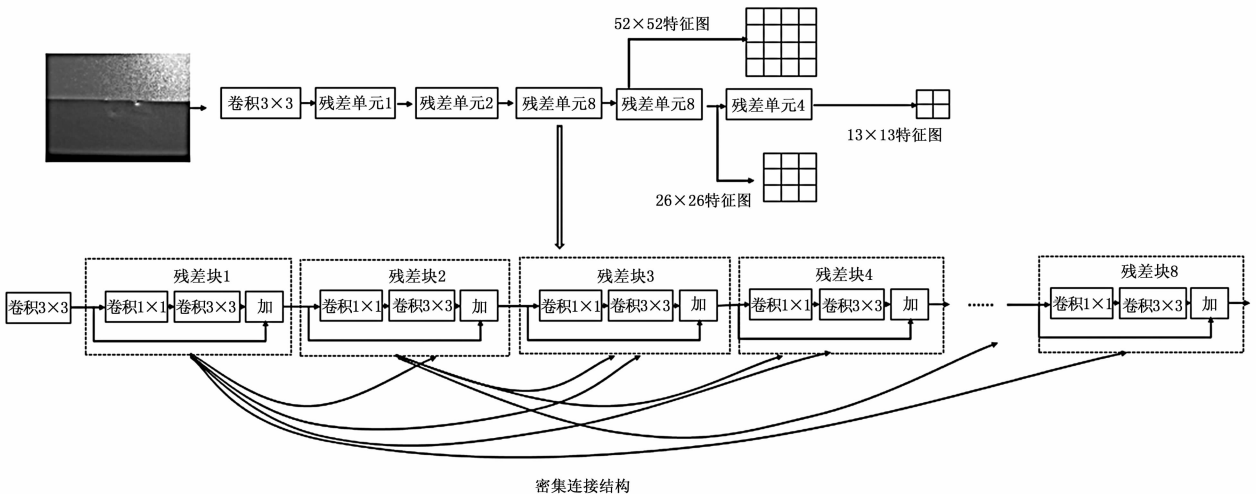 52×52特征图
卷积3×3 残差单元1 残差单元2 残差单元8 残差单元8 残差单元4
13×13特征图
26×26特征图
残差块1 残差块2 残差块3 残差块4 残差块8
卷积3×3 卷积1×1 卷积3×3 加 卷积1×1 卷积3×3 加 卷积1×1 卷积3×3 加 卷积1×1 卷积3×3 加 …… 卷积1×1 卷积3×3 加
密集连接结构